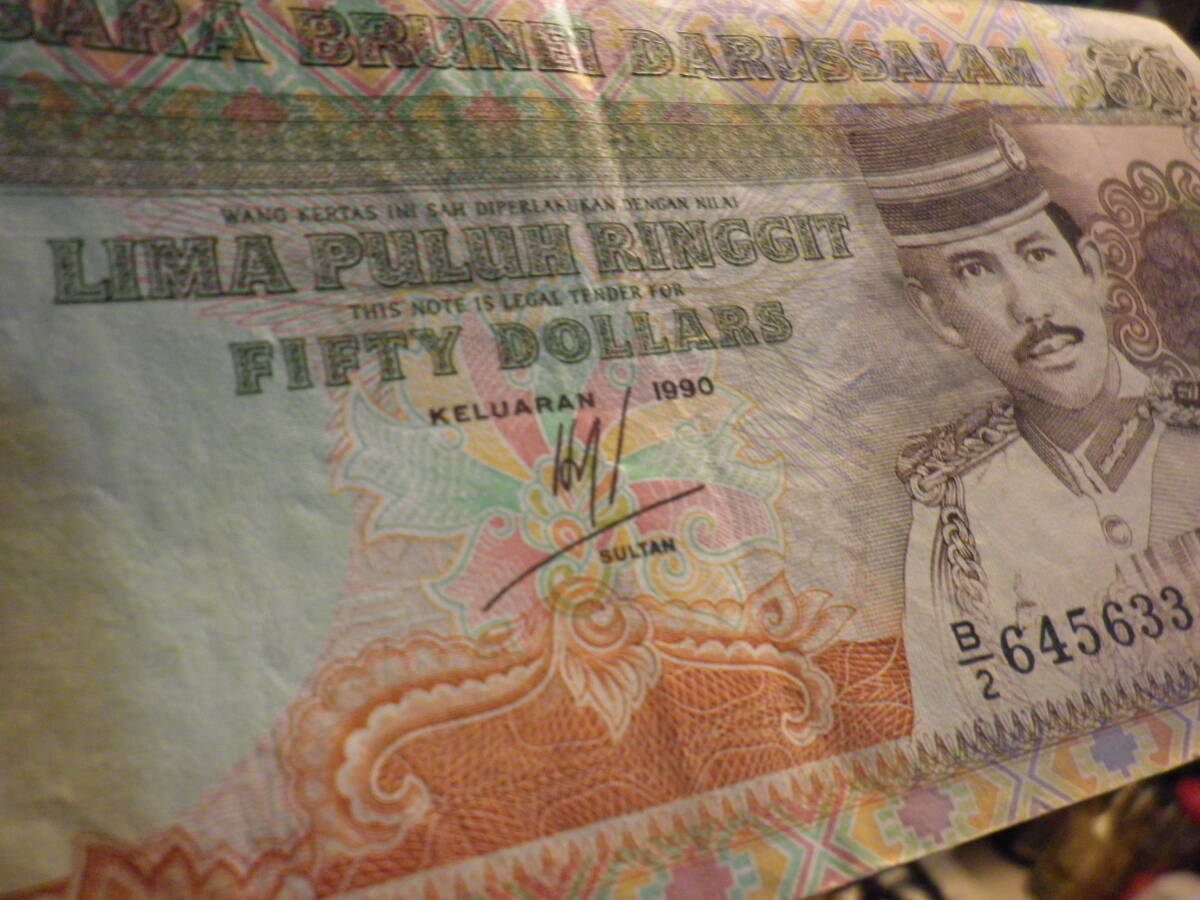 BRUNEI DARUSSALAM
50
WANG KERTAS INI SAH DIPERLAKUKAN DENGAN NILAI
LIMA PULUH RINGGIT
THIS NOTE IS LEGAL TENDER FOR
FIFTY DOLLARS
KELUARAN 1990
SULTAN
B/2 645633